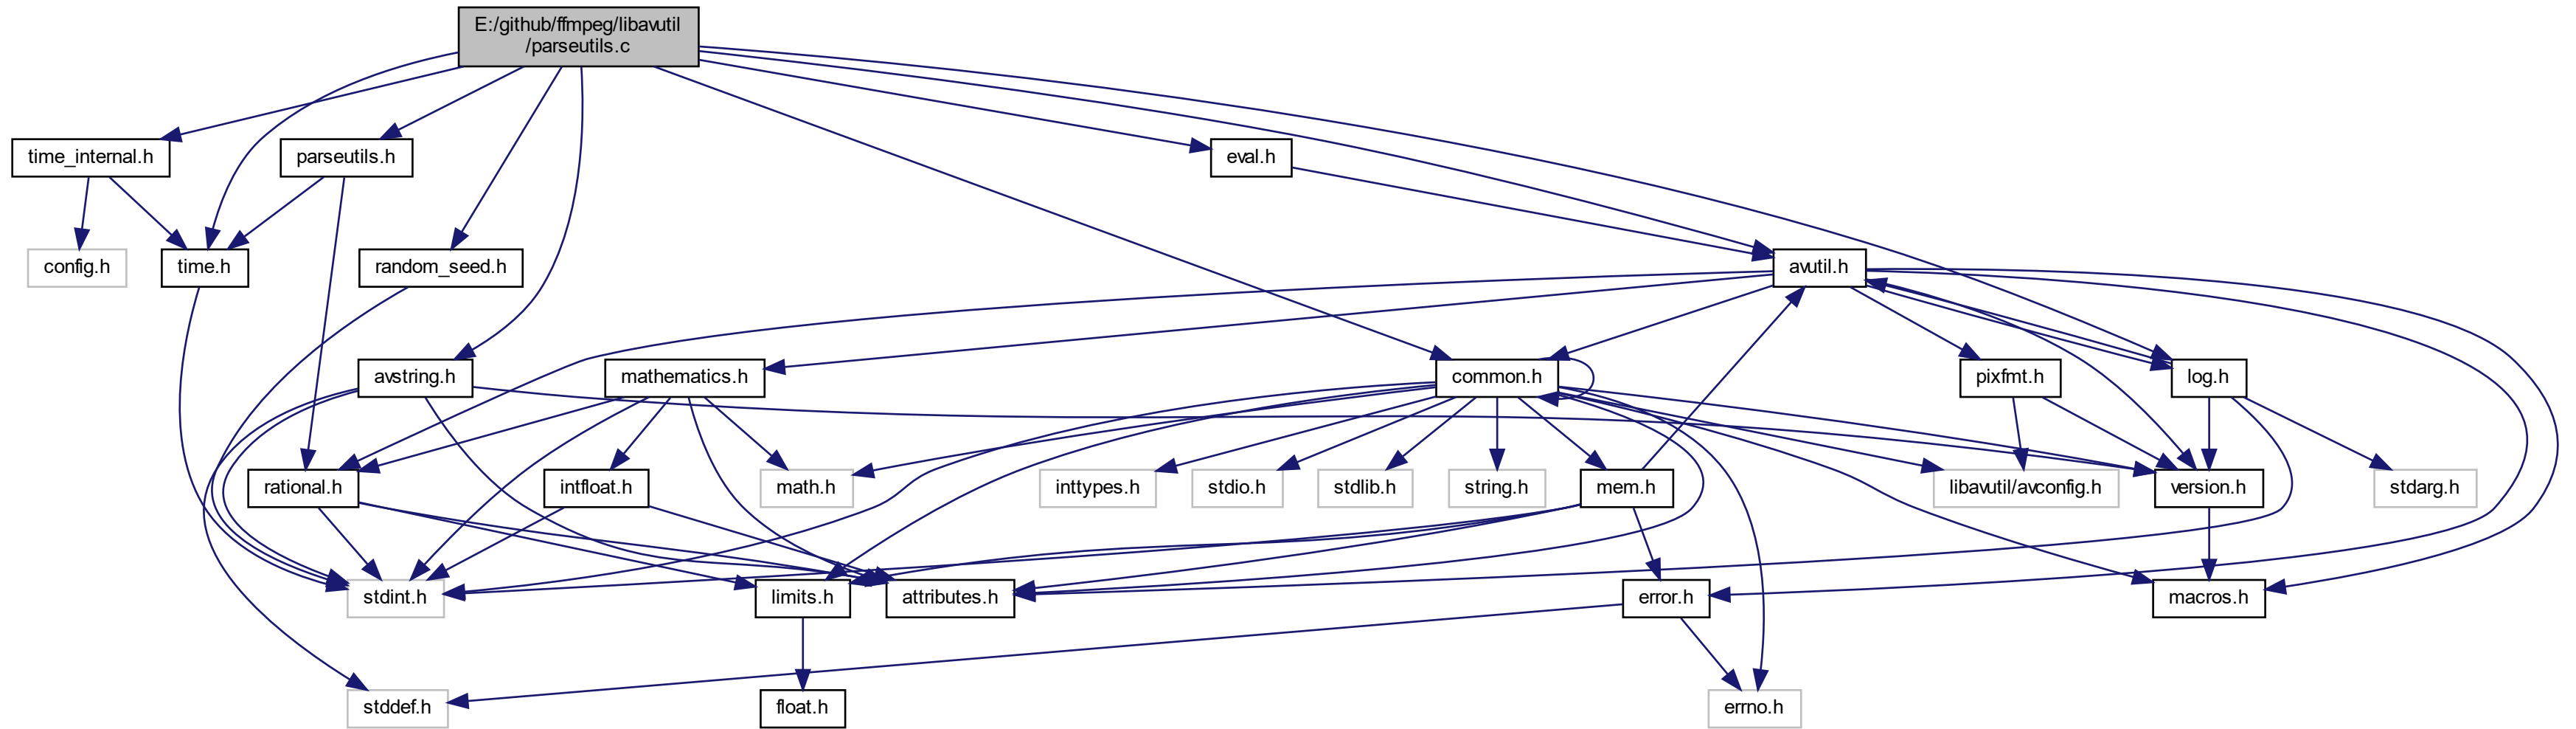 E:/github/ffmpeg/libavutil
/parseutils.c
time_internal.h
parseutils.h
eval.h
config.h
time.h
random_seed.h
avutil.h
avstring.h
mathematics.h
common.h
pixfmt.h
log.h
rational.h
intfloat.h
math.h
inttypes.h
stdio.h
stdlib.h
string.h
mem.h
libavutil/avconfig.h
version.h
stdarg.h
stdint.h
limits.h
attributes.h
error.h
macros.h
stddef.h
float.h
errno.h